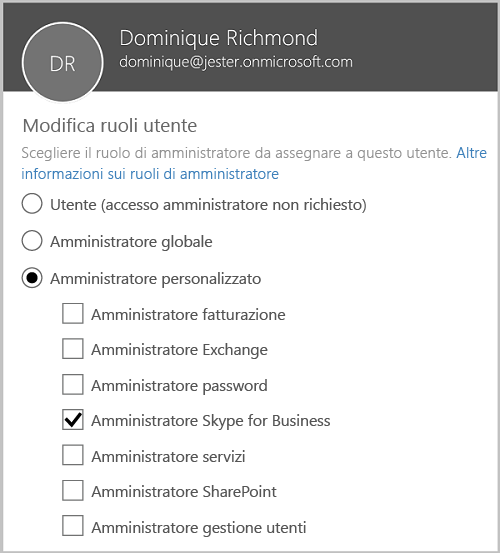 DR
Dominique Richmond
dominique@jester.onmicrosoft.com
Modifica ruoli utente
Scegliere il ruolo di amministratore da assegnare a questo utente. Altre
informazioni sui ruoli di amministratore
Utente (accesso amministratore non richiesto)
Amministratore globale
Amministratore personalizzato
Amministratore fatturazione
Amministratore Exchange
Amministratore password
Amministratore Skype for Business
Amministratore servizi
Amministratore SharePoint
Amministratore gestione utenti